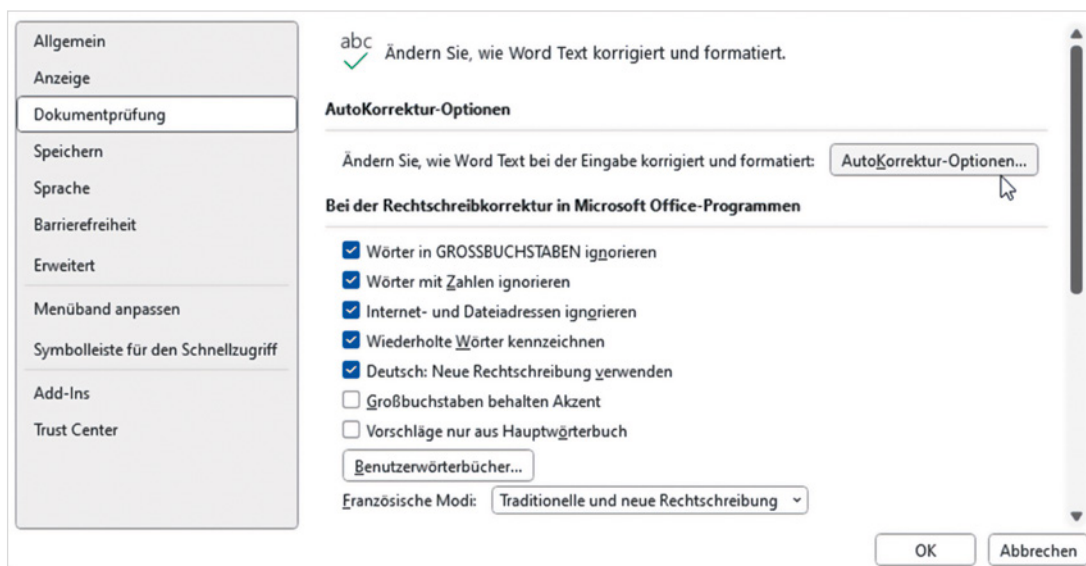 Allgemein
Anzeige
Dokumentprüfung
Speichern
Sprache
Barrierefreiheit
Erweitert
Menüband anpassen
Symbolleiste für den Schnellzugriff
Add-Ins
Trust Center
abc
Ändern Sie, wie Word Text korrigiert und formatiert.
AutoKorrektur-Optionen
Ändern Sie, wie Word Text bei der Eingabe korrigiert und formatiert: AutoKorrektur-Optionen...
Bei der Rechtschreibkorrektur in Microsoft Office-Programmen
Wörter in GROSSBUCHSTABEN ignorieren
Wörter mit Zahlen ignorieren
Internet- und Dateiadressen ignorieren
Wiederholte Wörter kennzeichnen
Deutsch: Neue Rechtschreibung verwenden
Großbuchstaben behalten Akzent
Vorschläge nur aus Hauptwörterbuch
Benutzerwörterbücher...
Französische Modi: Traditionelle und neue Rechtschreibung
OK Abbrechen